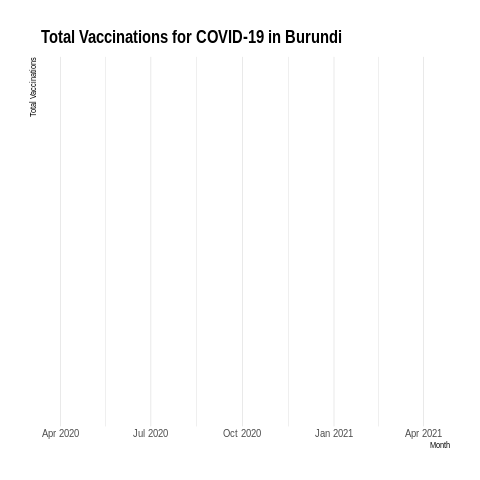 Total Vaccinations for COVID-19 in Burundi
Total Vaccinations
Apr 2020 Jul 2020 Oct 2020 Jan 2021 Apr 2021
Month